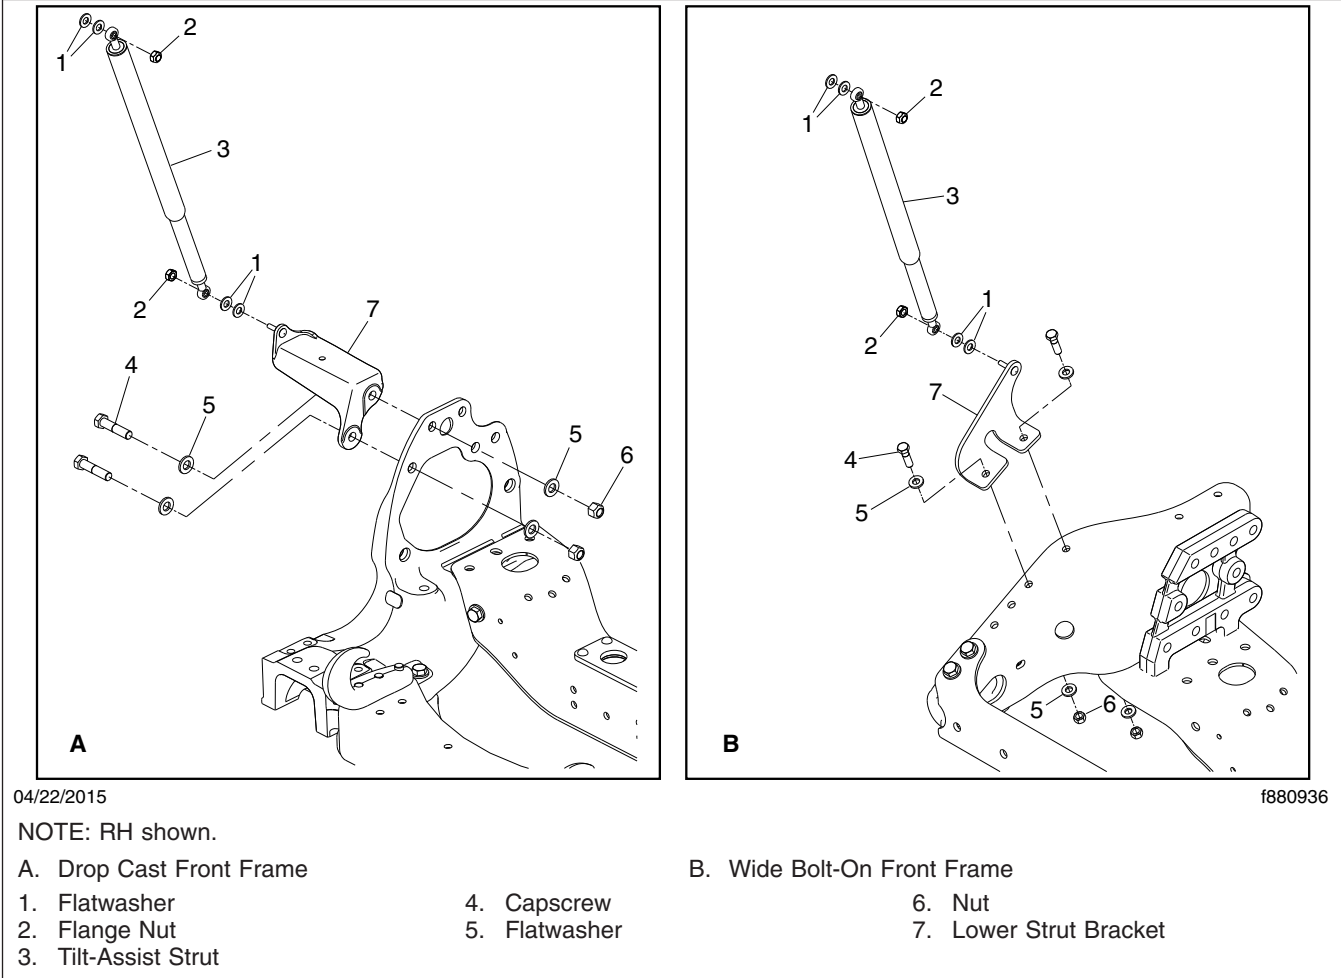 2
1
3
1
2
7
4
5
5
6
A
2
1
3
1
2
7
4
5
5
6
B
04/22/2015
f880936
NOTE: RH shown.
A. Drop Cast Front Frame
B. Wide Bolt-On Front Frame
1. Flatwasher
2. Flange Nut
3. Tilt-Assist Strut
4. Capscrew
5. Flatwasher
6. Nut
7. Lower Strut Bracket